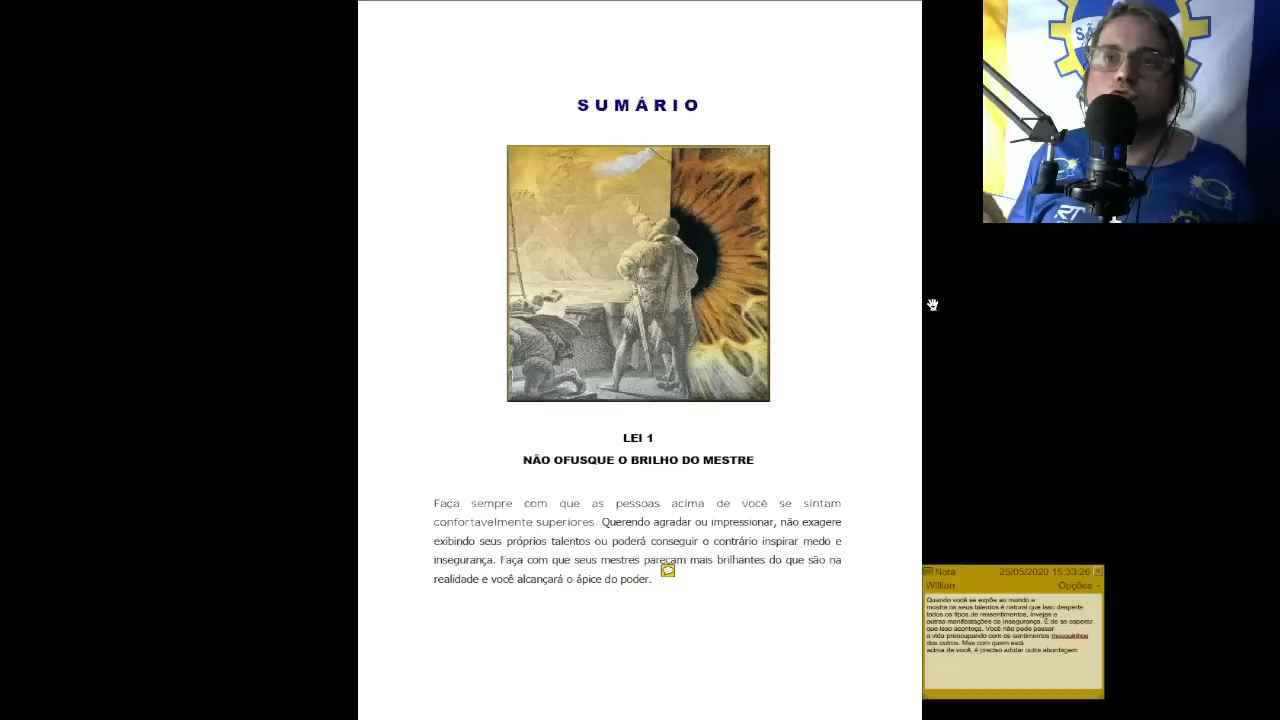 SUMÁRIO
LEI 1
NÃO OFUSQUE O BRILHO DO MESTRE
Faça sempre com que as pessoas acima de você se sintam
confortavelmente superiores. Querendo agradar ou impressionar, não exagere
exibindo seus próprios talentos ou poderá conseguir o contrário inspirar medo e
insegurança. Faça com que seus mestres pareçam mais brilhantes do que são na
realidade e você alcançará o ápice do poder.
SÃ
RT
Nota 25/05/2020 15:33:26
Willian Opções
Quando você se expõe ao mundo e
mostra os seus talentos é natural que isso desperte
todos os tipos de ressentimentos, invejas e
outras manifestações de insegurança. É de se esperar
que isso aconteça. Você não pode passar
a vida preocupando com os sentimentos mesquinhos
dos outros. Mas com quem está
acima de você, é preciso adotar outra abordagem